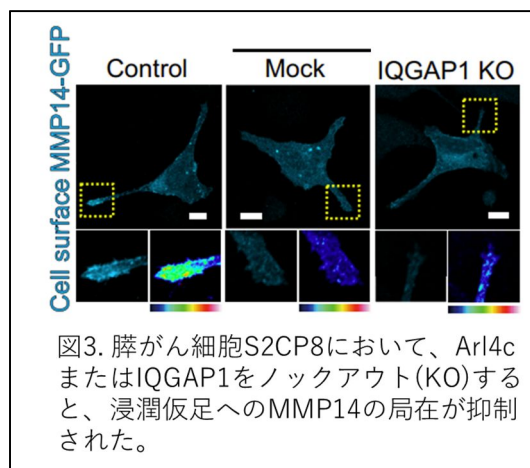 Control
Mock
IQGAP1 KO
Cell surface MMP14-GFP
図3. 膵がん細胞S2CP8において、Arl4c
またはIQGAP1をノックアウト(KO)する
と、浸潤仮足へのMMP14の局在が抑制
された。